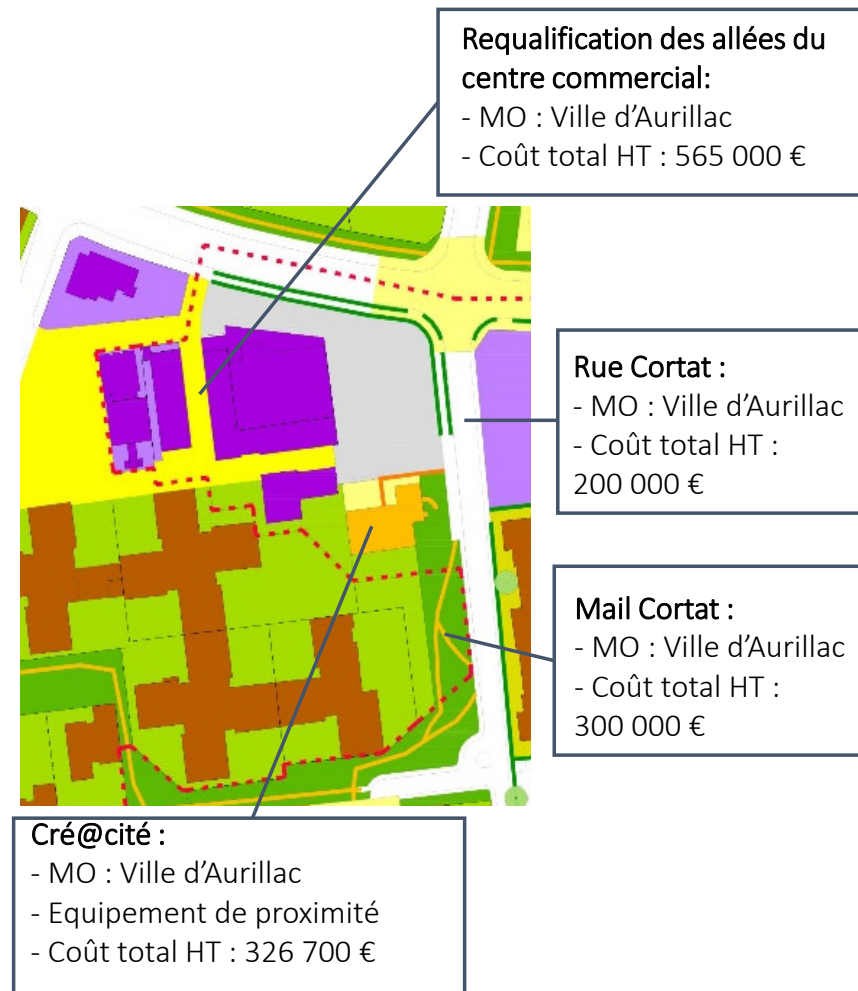 Requalification des allées du
centre commercial:
- MO : Ville d'Aurillac
- Coût total HT : 565 000 €
Rue Cortat :
- MO : Ville d'Aurillac
- Coût total HT :
200 000 €
Mail Cortat :
- MO : Ville d'Aurillac
- Coût total HT :
300 000 €
Cré@cité :
- MO : Ville d'Aurillac
- Equipement de proximité
- Coût total HT : 326 700 €